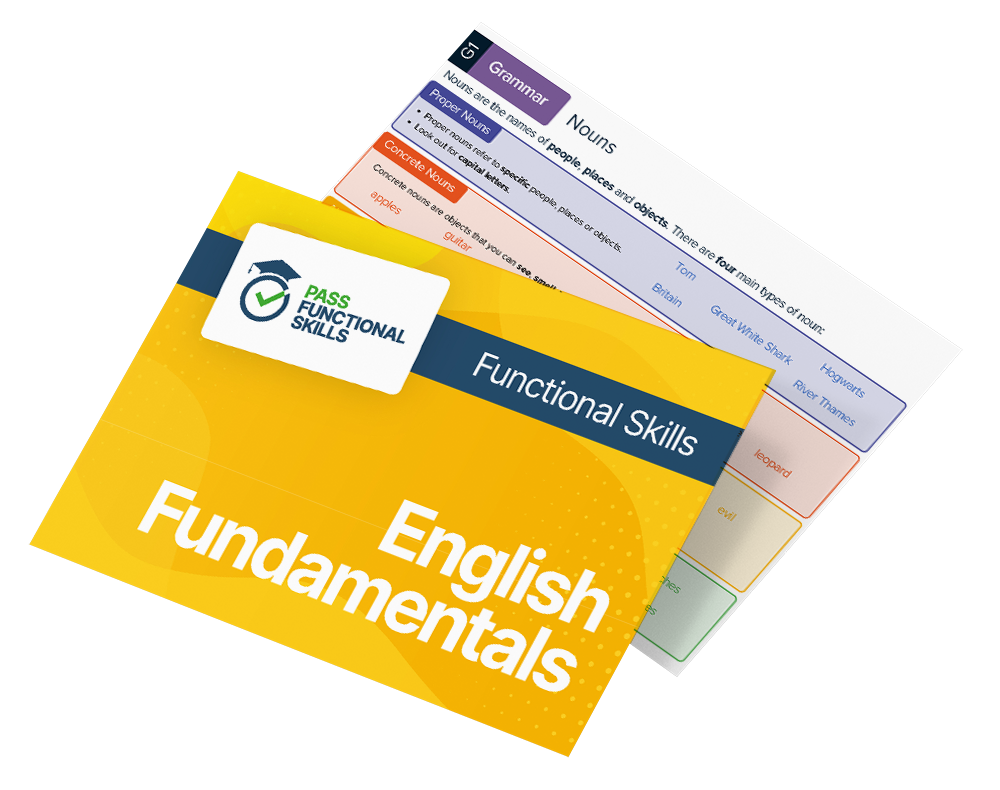 G1
Grammar
Nouns
Nouns are the names of people, places and objects. There are four main types of noun:
Proper Nouns
• Proper nouns refer to specific people, places or objects.
• Look out for capital letters.
Tom
Britain
Great White Shark
Hogwarts
River Thames
Concrete Nouns
Concrete nouns are objects that you can see, smell
apples
guitar
leopard
evil
PASS
FUNCTIONAL
SKILLS
Functional Skills
English
Fundamentals